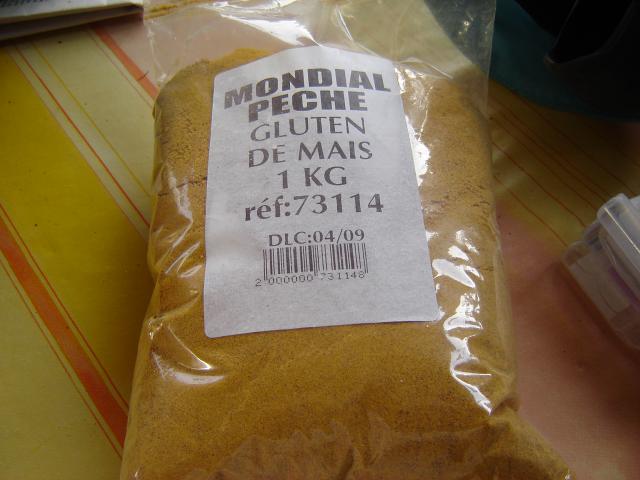 MONDIAL
PECHE
GLUTEN
DE MAIS
1 KG
réf:73114
DLC:04/09
2 000000 731148